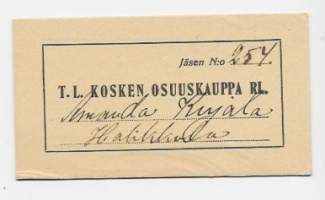 Jäsen N:o 254.
T. L. KOSKEN OSUUSKAUPPA RL.
Amanda Kujala